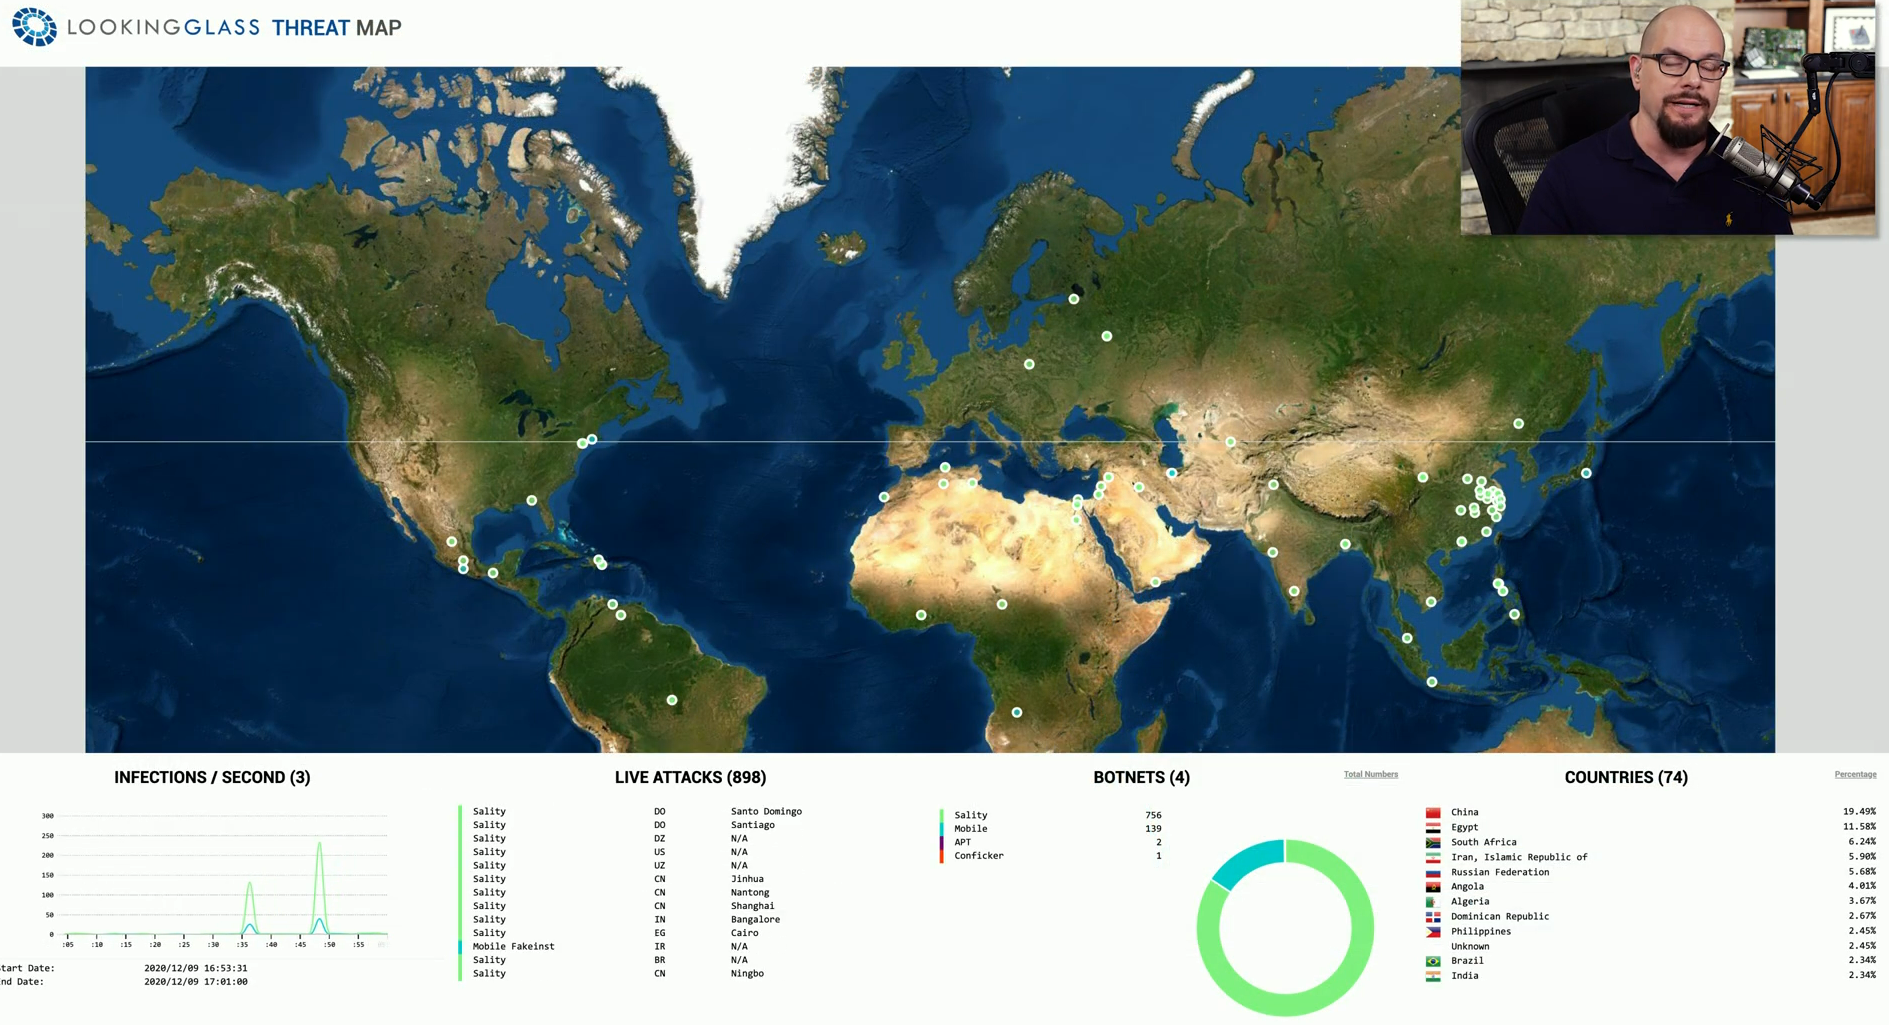 LOOKINGGLASS THREAT MAP
INFECTIONS / SECOND (3)
300
250
200
150
100
50
0
:05 :10 :15 :20 :25 :30 :35 :40 :45 :50 :55
tart Date: 2020/12/09 16:53:31
nd Date: 2020/12/09 17:01:00
LIVE ATTACKS (898)
Sality DO Santo Domingo
Sality DO Santiago
Sality DZ N/A
Sality US N/A
Sality UZ N/A
Sality CN Jinhua
Sality CN Nantong
Sality CN Shanghai
Sality IN Bangalore
Sality EG Cairo
Mobile Fakeinst IR N/A
Sality BR N/A
Sality CN Ningbo
BOTNETS (4) Total Numbers
Sality 756
Mobile 139
APT 2
Conficker 1
COUNTRIES (74) Percentage
China 19.49%
Egypt 11.58%
South Africa 6.24%
Iran, Islamic Republic of 5.90%
Russian Federation 5.68%
Angola 4.01%
Algeria 3.67%
Dominican Republic 2.67%
Philippines 2.45%
Unknown 2.45%
Brazil 2.34%
India 2.34%